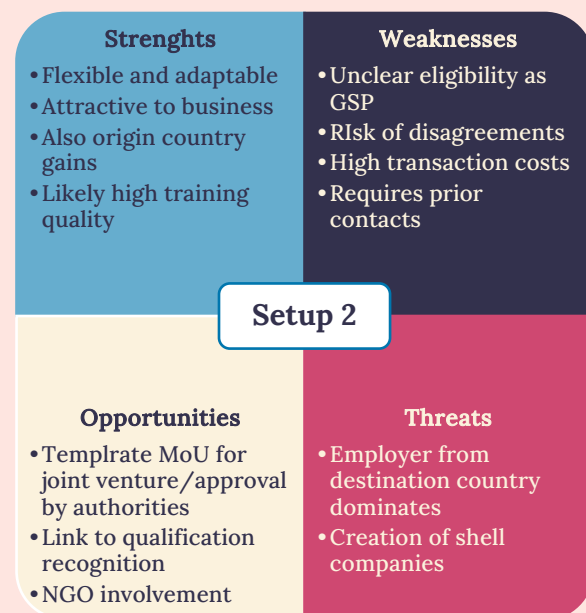 Strenghts
• Flexible and adaptable
• Attractive to business
• Also origin country
gains
• Likely high training
quality
Weaknesses
• Unclear eligibility as
GSP
• RIsk of disagreements
• High transaction costs
• Requires prior
contacts
Setup 2
Opportunities
• Templrate MoU for
joint venture/approval
by authorities
• Link to qualification
recognition
• NGO involvement
Threats
• Employer from
destination country
dominates
• Creation of shell
companies